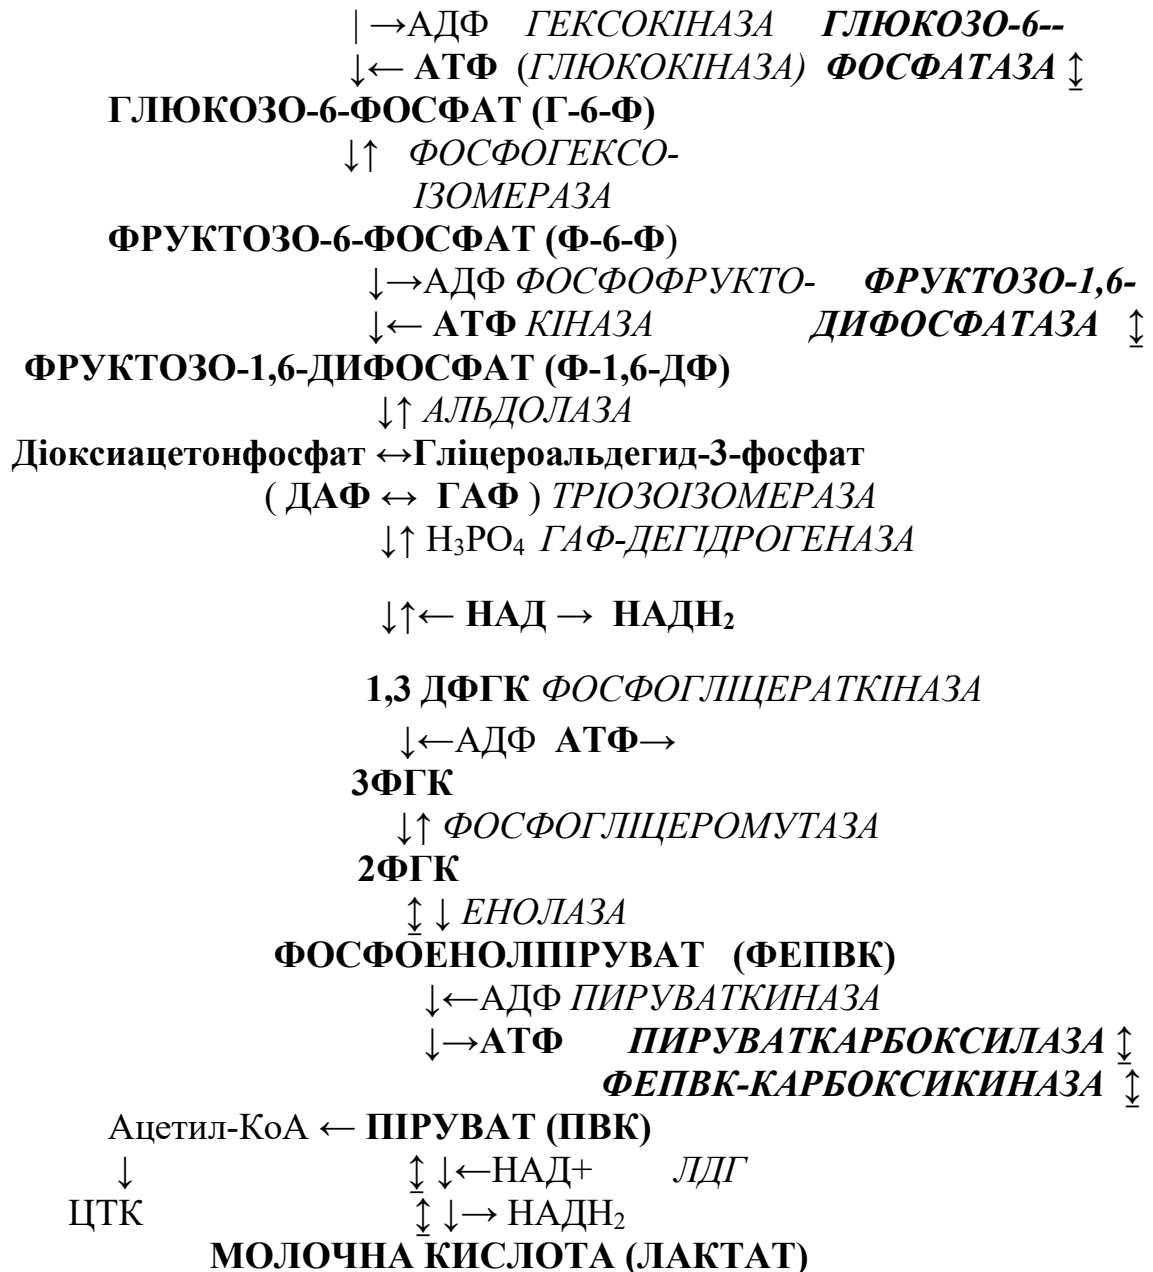 | →АДФ ГЕКСОКІНАЗА ГЛЮКОЗО-6--
↓← АТФ (ГЛЮКОКІНАЗА) ФОСФАТАЗА ↕
ГЛЮКОЗО-6-ФОСФАТ (Г-6-Ф)
↓↑ ФОСФОГЕКСО-
ІЗОМЕРАЗА
ФРУКТОЗО-6-ФОСФАТ (Ф-6-Ф)
↓→АДФ ФОСФОФРУКТО- ФРУКТОЗО-1,6-
↓← АТФ КІНАЗА ДИФОСФАТАЗА ↕
ФРУКТОЗО-1,6-ДИФОСФАТ (Ф-1,6-ДФ)
↓↑ АЛЬДОЛАЗА
Діоксиацетонфосфат ↔Гліцероальдегид-3-фосфат
( ДАФ ↔ ГАФ ) ТРІОЗОІЗОМЕРАЗА
↓↑ H₃PO₄ ГАФ-ДЕГІДРОГЕНАЗА
↓↑← НАД → НАДН₂
1,3 ДФГК ФОСФОГЛІЦЕРАТКІНАЗА
↓←АДФ АТФ→
3ФГК
↓↑ ФОСФОГЛІЦЕРОМУТАЗА
2ФГК
↕ ↓ ЕНОЛАЗА
ФОСФОЕНОЛПІРУВАТ (ФЕПВК)
↓←АДФ ПИРУВАТКИНАЗА
↓→АТФ ПИРУВАТКАРБОКСИЛАЗА ↕
ФЕПВК-КАРБОКСИКИНАЗА ↕
Ацетил-КоА ← ПІРУВАТ (ПВК)
↓ ↕ ↓←НАД+ ЛДГ
ЦТК ↕ ↓→ НАДН₂
МОЛОЧНА КИСЛОТА (ЛАКТАТ)